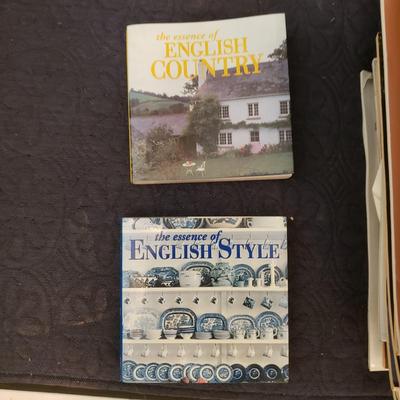 the essence of
ENGLISH
COUNTRY
the essence of
ENGLISH STYLE